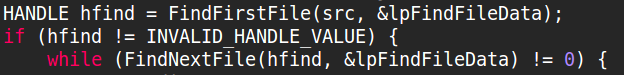 HANDLE hfind = FindFirstFile(src, &lpFindFileData);
if (hfind != INVALID_HANDLE_VALUE) {
    while (FindNextFile(hfind, &lpFindFileData) != 0) {